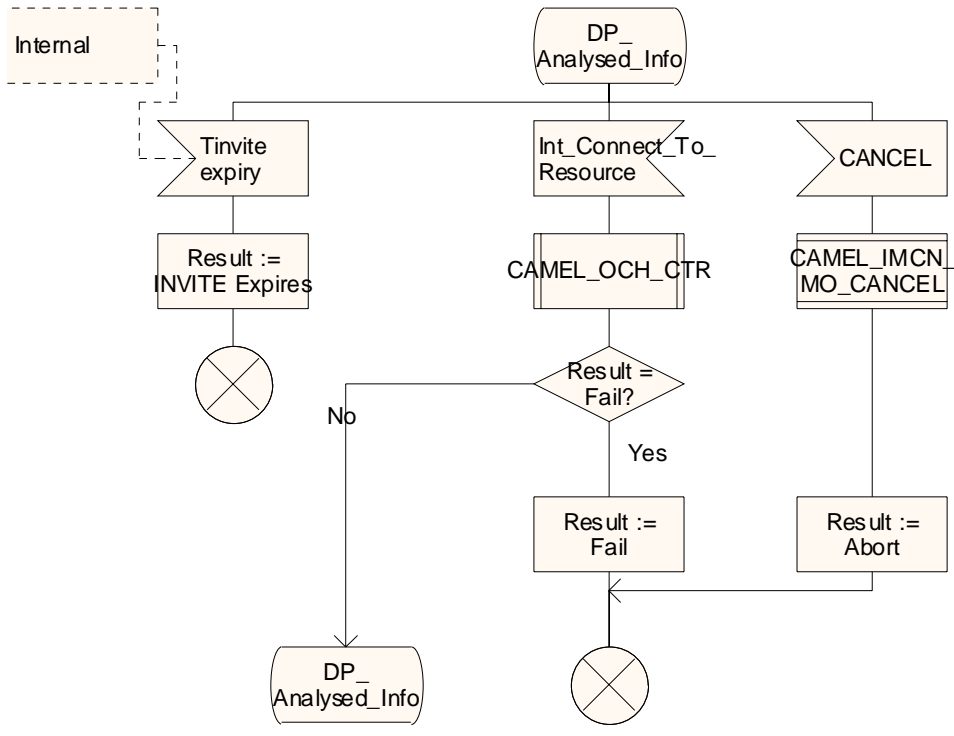 Internal
DP_
Analysed_Info
Tinvite
expiry
Int_Connect_To_
Resource
CANCEL
Result :=
INVITE Expires
CAMEL_OCH_CTR
CAMEL_IMCN_
MO_CANCEL
Result =
Fail?
No
Yes
Result :=
Fail
Result :=
Abort
DP_
Analysed_Info